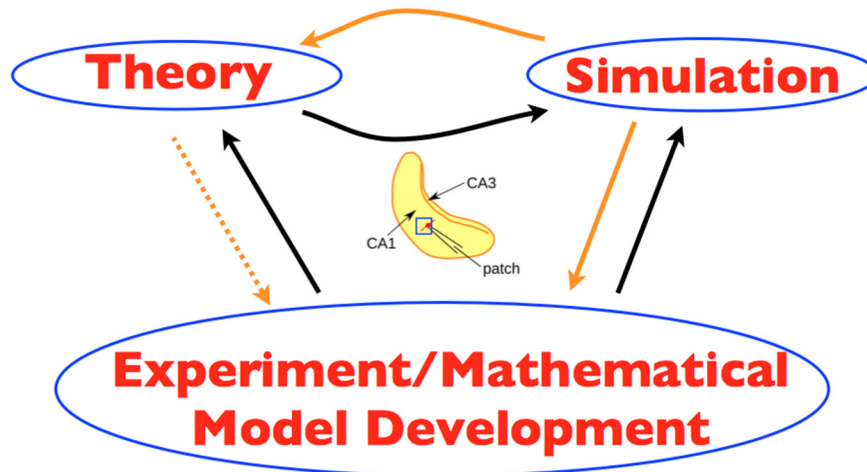 Theory
Simulation
CA3
CA1
patch
Experiment/Mathematical
Model Development